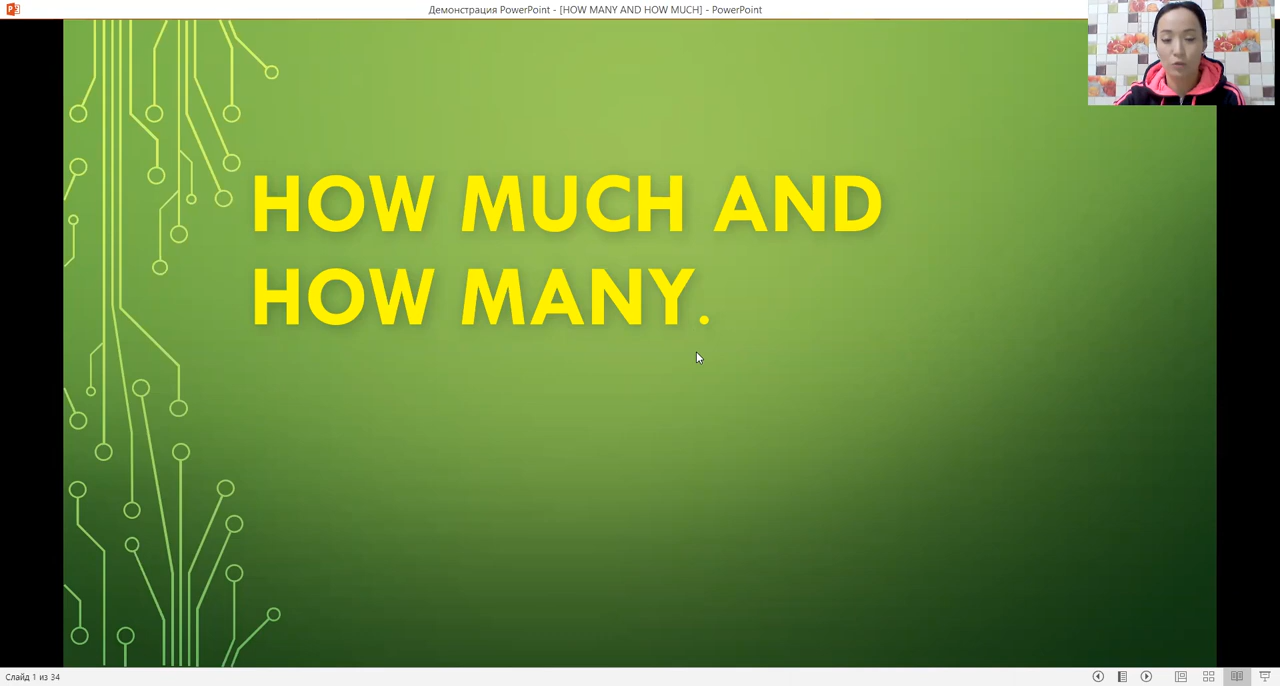 Демонстрация PowerPoint - [HOW MANY AND HOW MUCH] - PowerPoint
HOW MUCH AND
HOW MANY.
Слайд 1 из 34